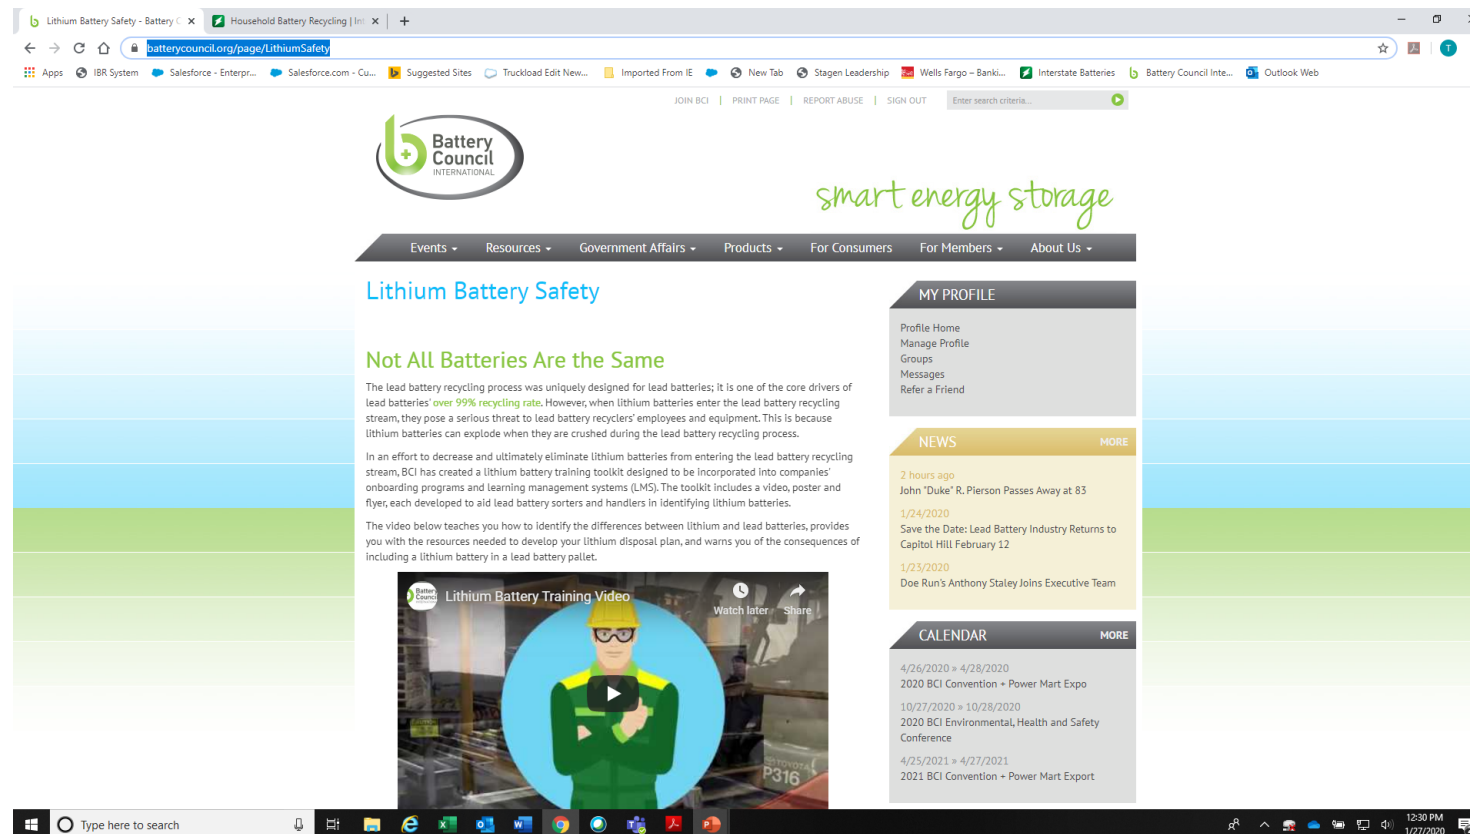 Lithium Battery Safety - Battery C
Household Battery Recycling | Int
batterycouncil.org/page/LithiumSafety
T
Apps IBR System Salesforce - Enterpr... Salesforce.com - Cu... Suggested Sites Truckload Edit New... Imported From IE New Tab Stagen Leadership Wells Fargo – Banki... Interstate Batteries Battery Council Inte... Outlook Web
JOIN BCI | PRINT PAGE | REPORT ABUSE | SIGN OUT Enter search criteria...
Battery
Council
INTERNATIONAL
smart energy storage
Events Resources Government Affairs Products For Consumers For Members About Us
Lithium Battery Safety
Not All Batteries Are the Same
The lead battery recycling process was uniquely designed for lead batteries; it is one of the core drivers of
lead batteries' over 99% recycling rate. However, when lithium batteries enter the lead battery recycling
stream, they pose a serious threat to lead battery recyclers' employees and equipment. This is because
lithium batteries can explode when they are crushed during the lead battery recycling process.
In an effort to decrease and ultimately eliminate lithium batteries from entering the lead battery recycling
stream, BCI has created a lithium battery training toolkit designed to be incorporated into companies'
onboarding programs and learning management systems (LMS). The toolkit includes a video, poster and
flyer, each developed to aid lead battery sorters and handlers in identifying lithium batteries.
The video below teaches you how to identify the differences between lithium and lead batteries, provides
you with the resources needed to develop your lithium disposal plan, and warns you of the consequences of
including a lithium battery in a lead battery pallet.
Battery
Council
Lithium Battery Training Video
Watch later Share
TOYOTA
P316
MY PROFILE
Profile Home
Manage Profile
Groups
Messages
Refer a Friend
NEWS MORE
2 hours ago
John "Duke" R. Pierson Passes Away at 83
1/24/2020
Save the Date: Lead Battery Industry Returns to
Capitol Hill February 12
1/23/2020
Doe Run's Anthony Staley Joins Executive Team
CALENDAR MORE
4/26/2020 » 4/28/2020
2020 BCI Convention + Power Mart Expo
10/27/2020 » 10/28/2020
2020 BCI Environmental, Health and Safety
Conference
4/25/2021 » 4/27/2021
2021 BCI Convention + Power Mart Export
Type here to search
12:30 PM
1/27/2020